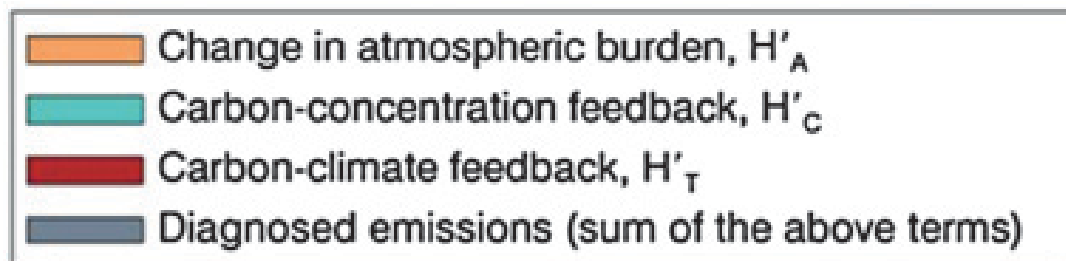 Change in atmospheric burden, H′A
Carbon-concentration feedback, H′C
Carbon-climate feedback, H′T
Diagnosed emissions (sum of the above terms)